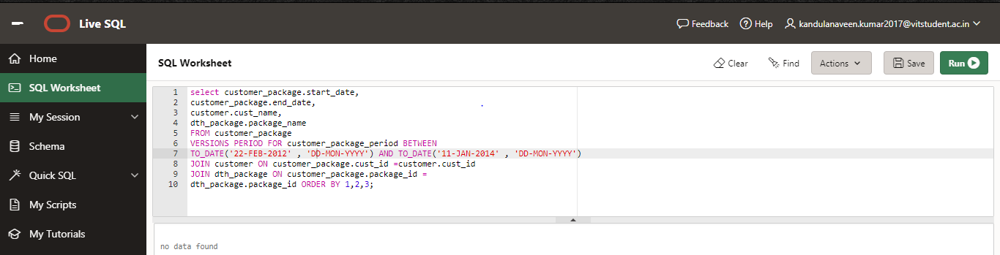 Live SQL
Feedback
Help
kandulanaveen.kumar2017@vitstudent.ac.in
Home
SQL Worksheet
My Session
Schema
Quick SQL
My Scripts
My Tutorials
SQL Worksheet
Clear
Find
Actions
Save
Run
1 select customer_package.start_date,
2 customer_package.end_date,
3 customer.cust_name,
4 dth_package.package_name
5 FROM customer_package
6 VERSIONS PERIOD FOR customer_package_period BETWEEN
7 TO_DATE('22-FEB-2012' , 'DD-MON-YYYY') AND TO_DATE('11-JAN-2014' , 'DD-MON-YYYY')
8 JOIN customer ON customer_package.cust_id =customer.cust_id
9 JOIN dth_package ON customer_package.package_id =
10 dth_package.package_id ORDER BY 1,2,3;
no data found